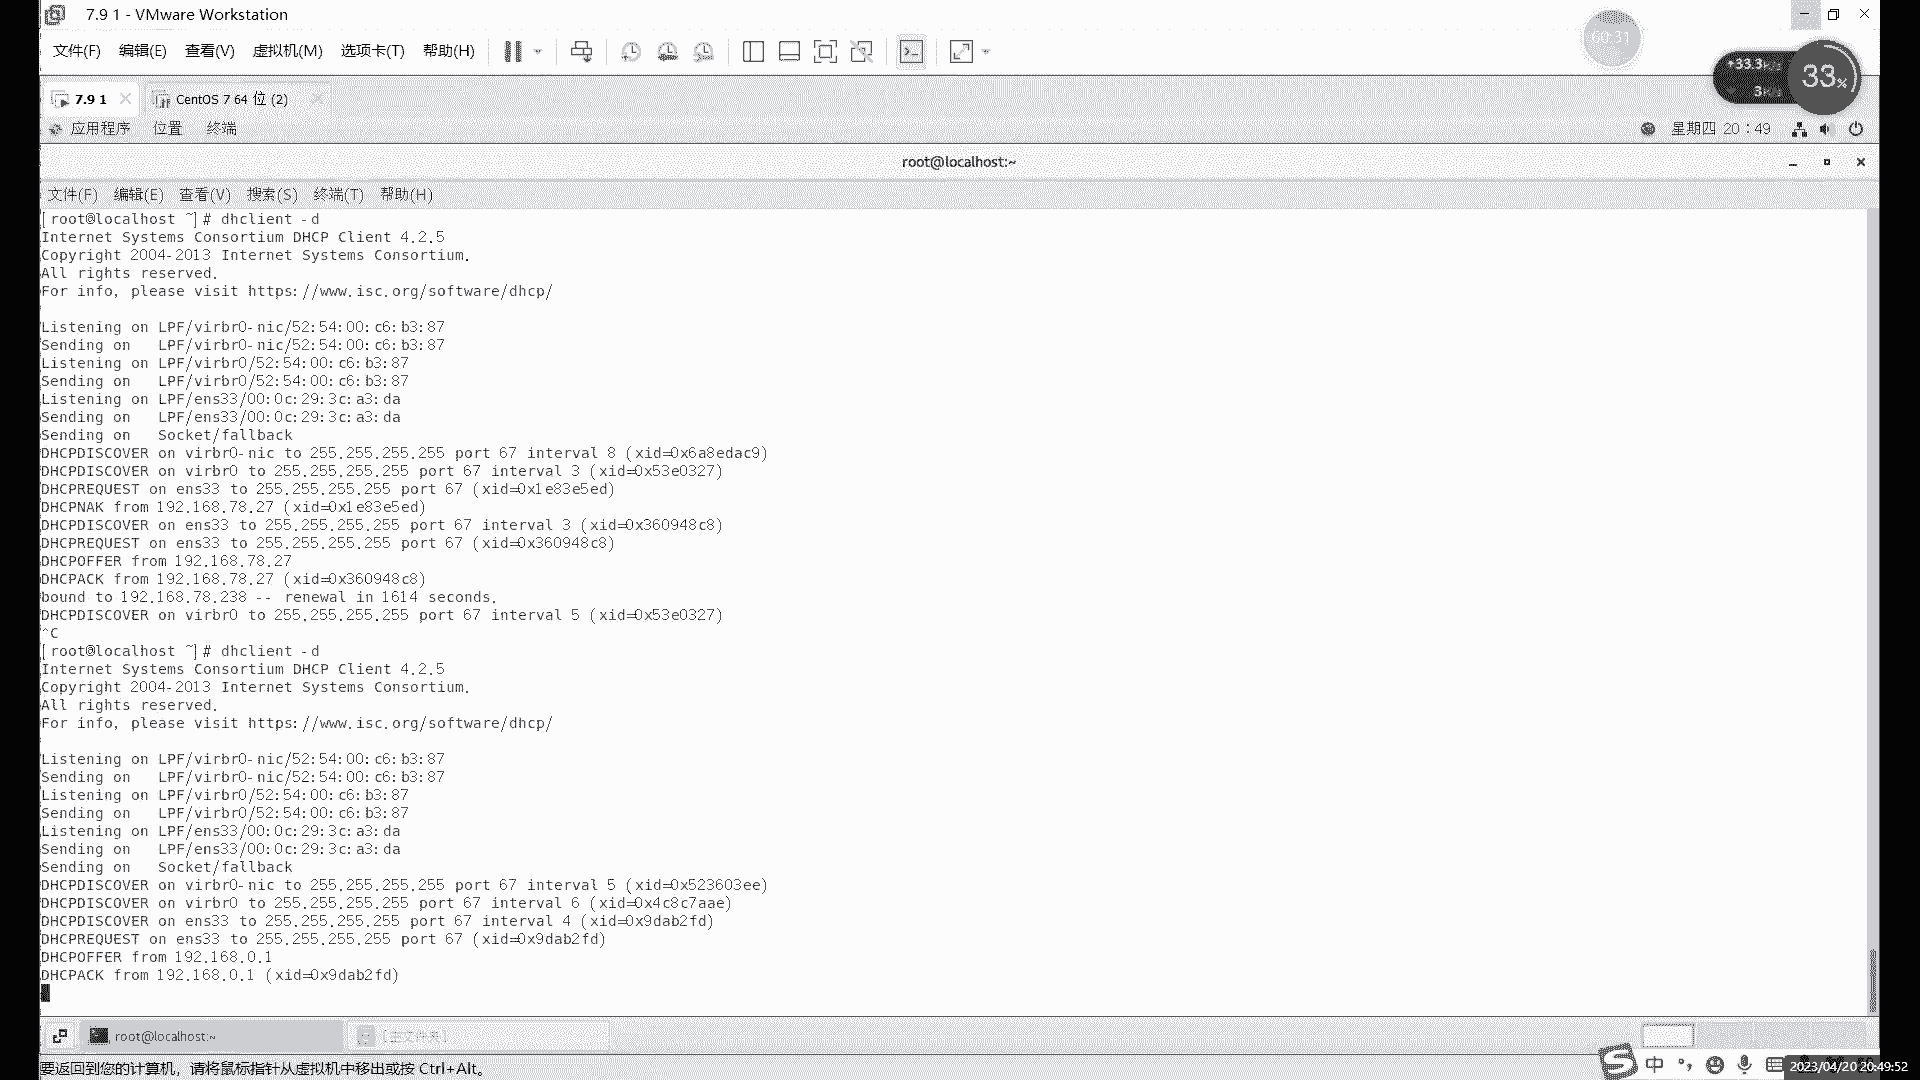 7.9 1 - VMware Workstation
文件(F) 编辑(E) 查看(V) 虚拟机(M) 选项卡(T) 帮助(H)
60:31
33.3K/s
3K/s
33%
7.9 1
CentOS 7 64 位 (2)
应用程序 位置 终端
星期四 20：49
root@localhost:~
文件(F) 编辑(E) 查看(V) 搜索(S) 终端(T) 帮助(H)
[root@localhost ~]# dhclient -d
Internet Systems Consortium DHCP Client 4.2.5
Copyright 2004-2013 Internet Systems Consortium.
All rights reserved.
For info, please visit https://www.isc.org/software/dhcp/
Listening on LPF/virbr0-nic/52:54:00:c6:b3:87
Sending on   LPF/virbr0-nic/52:54:00:c6:b3:87
Listening on LPF/virbr0/52:54:00:c6:b3:87
Sending on   LPF/virbr0/52:54:00:c6:b3:87
Listening on LPF/ens33/00:0c:29:3c:a3:da
Sending on   LPF/ens33/00:0c:29:3c:a3:da
Sending on   Socket/fallback
DHCPDISCOVER on virbr0-nic to 255.255.255.255 port 67 interval 8 (xid=0x6a8edac9)
DHCPDISCOVER on virbr0 to 255.255.255.255 port 67 interval 3 (xid=0x53e0327)
DHCPREQUEST on ens33 to 255.255.255.255 port 67 (xid=0x1e83e5ed)
DHCPNAK from 192.168.78.27 (xid=0x1e83e5ed)
DHCPDISCOVER on ens33 to 255.255.255.255 port 67 interval 3 (xid=0x360948c8)
DHCPREQUEST on ens33 to 255.255.255.255 port 67 (xid=0x360948c8)
DHCPOFFER from 192.168.78.27
DHCPACK from 192.168.78.27 (xid=0x360948c8)
bound to 192.168.78.238 -- renewal in 1614 seconds.
DHCPDISCOVER on virbr0 to 255.255.255.255 port 67 interval 5 (xid=0x53e0327)
^C
[root@localhost ~]# dhclient -d
Internet Systems Consortium DHCP Client 4.2.5
Copyright 2004-2013 Internet Systems Consortium.
All rights reserved.
For info, please visit https://www.isc.org/software/dhcp/
Listening on LPF/virbr0-nic/52:54:00:c6:b3:87
Sending on   LPF/virbr0-nic/52:54:00:c6:b3:87
Listening on LPF/virbr0/52:54:00:c6:b3:87
Sending on   LPF/virbr0/52:54:00:c6:b3:87
Listening on LPF/ens33/00:0c:29:3c:a3:da
Sending on   LPF/ens33/00:0c:29:3c:a3:da
Sending on   Socket/fallback
DHCPDISCOVER on virbr0-nic to 255.255.255.255 port 67 interval 5 (xid=0x523603ee)
DHCPDISCOVER on virbr0 to 255.255.255.255 port 67 interval 6 (xid=0x4c8c7aae)
DHCPDISCOVER on ens33 to 255.255.255.255 port 67 interval 4 (xid=0x9dab2fd)
DHCPREQUEST on ens33 to 255.255.255.255 port 67 (xid=0x9dab2fd)
DHCPOFFER from 192.168.0.1
DHCPACK from 192.168.0.1 (xid=0x9dab2fd)
root@localhost:~
[主文件夹]
要返回到您的计算机，请将鼠标指针从虚拟机中移出或按 Ctrl+Alt。
中
2023/04/20 20:49:52